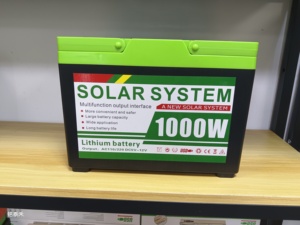 SOLAR SYSTEM
Multifunction output interface
A NEW SOLAR SYSTEM
More convenient and safer
Large battery capacity
Wide application
Long battery life
1000W
Lithium battery